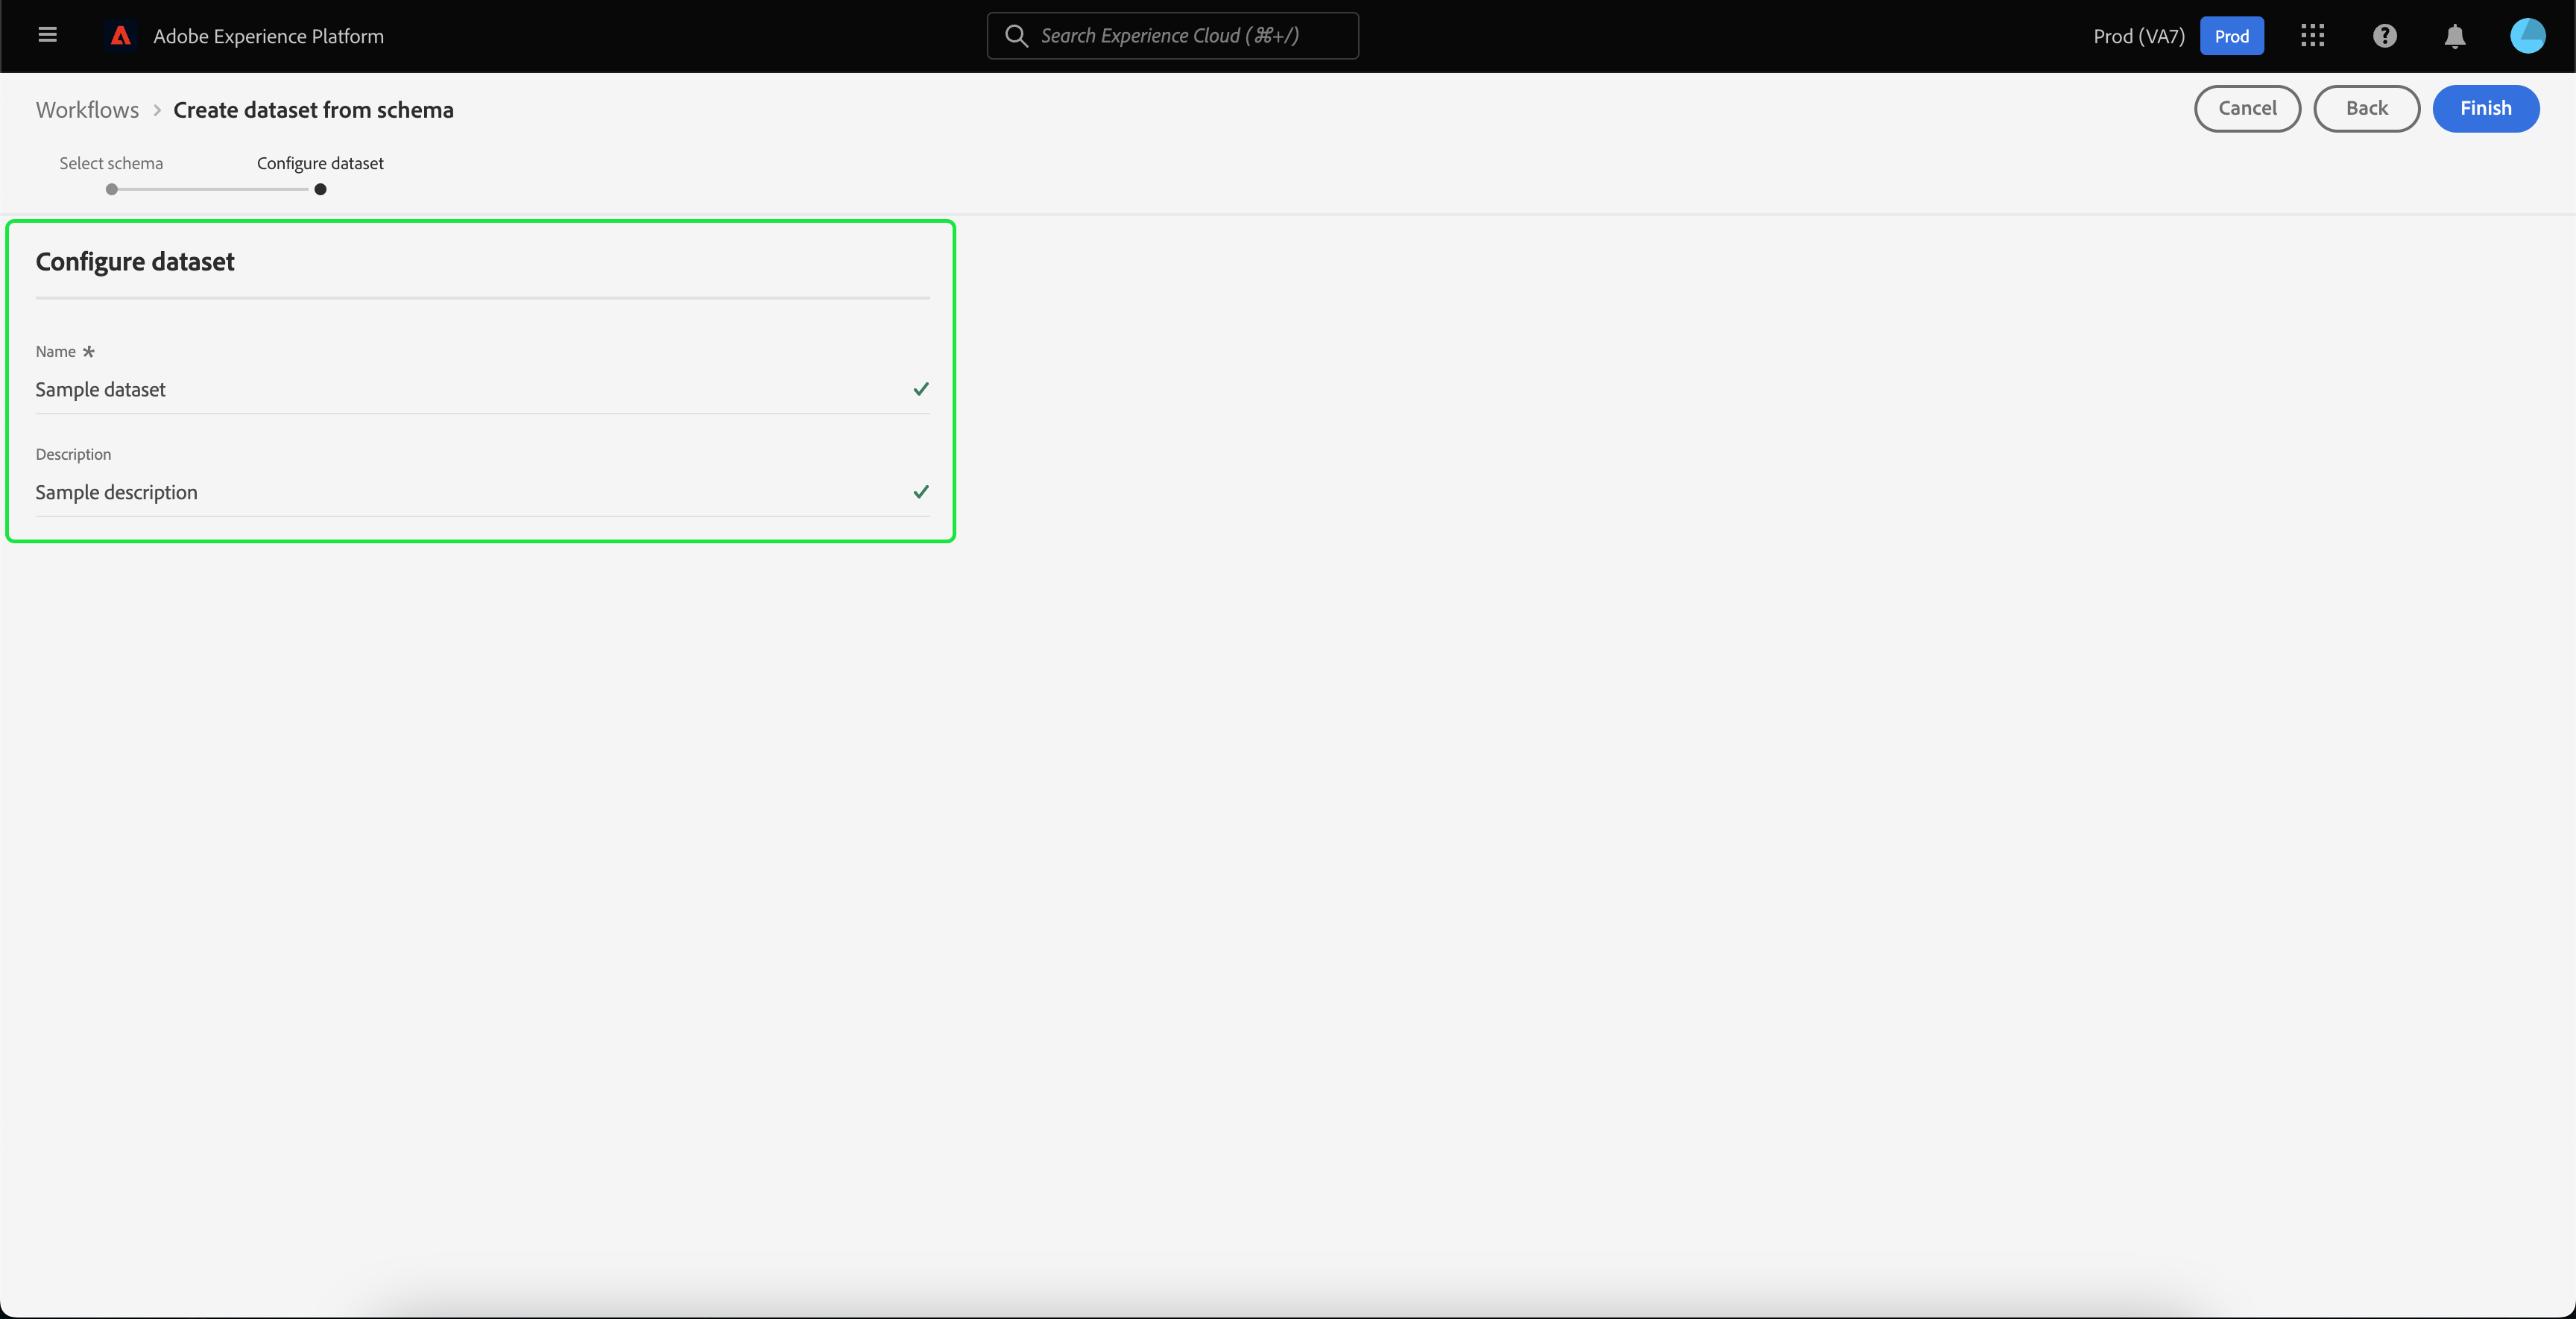 Adobe Experience Platform
Search Experience Cloud (⌘+/)
Prod (VA7)
Prod
Workflows > Create dataset from schema
Cancel
Back
Finish
Select schema
Configure dataset
Configure dataset
Name *
Sample dataset
Description
Sample description